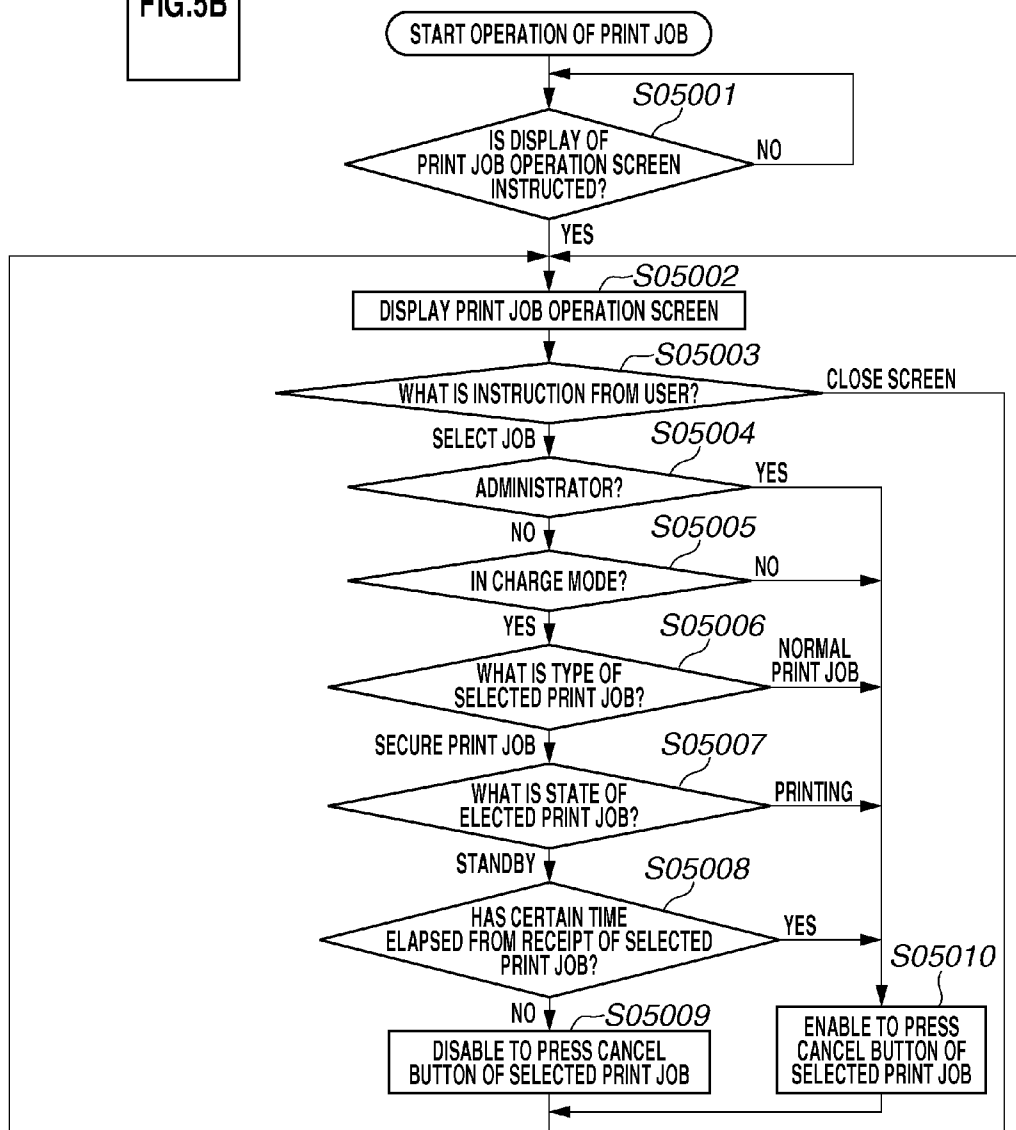 FIG.5B
START OPERATION OF PRINT JOB
S05001
IS DISPLAY OF
PRINT JOB OPERATION SCREEN
INSTRUCTED?
NO
YES
S05002
DISPLAY PRINT JOB OPERATION SCREEN
S05003
WHAT IS INSTRUCTION FROM USER?
CLOSE SCREEN
SELECT JOB
S05004
ADMINISTRATOR?
YES
NO
S05005
IN CHARGE MODE?
NO
YES
S05006
WHAT IS TYPE OF
SELECTED PRINT JOB?
NORMAL
PRINT JOB
SECURE PRINT JOB
S05007
WHAT IS STATE OF
ELECTED PRINT JOB?
PRINTING
STANDBY
S05008
HAS CERTAIN TIME
ELAPSED FROM RECEIPT OF SELECTED
PRINT JOB?
YES
NO
S05009
DISABLE TO PRESS CANCEL
BUTTON OF SELECTED PRINT JOB
S05010
ENABLE TO PRESS
CANCEL BUTTON OF
SELECTED PRINT JOB